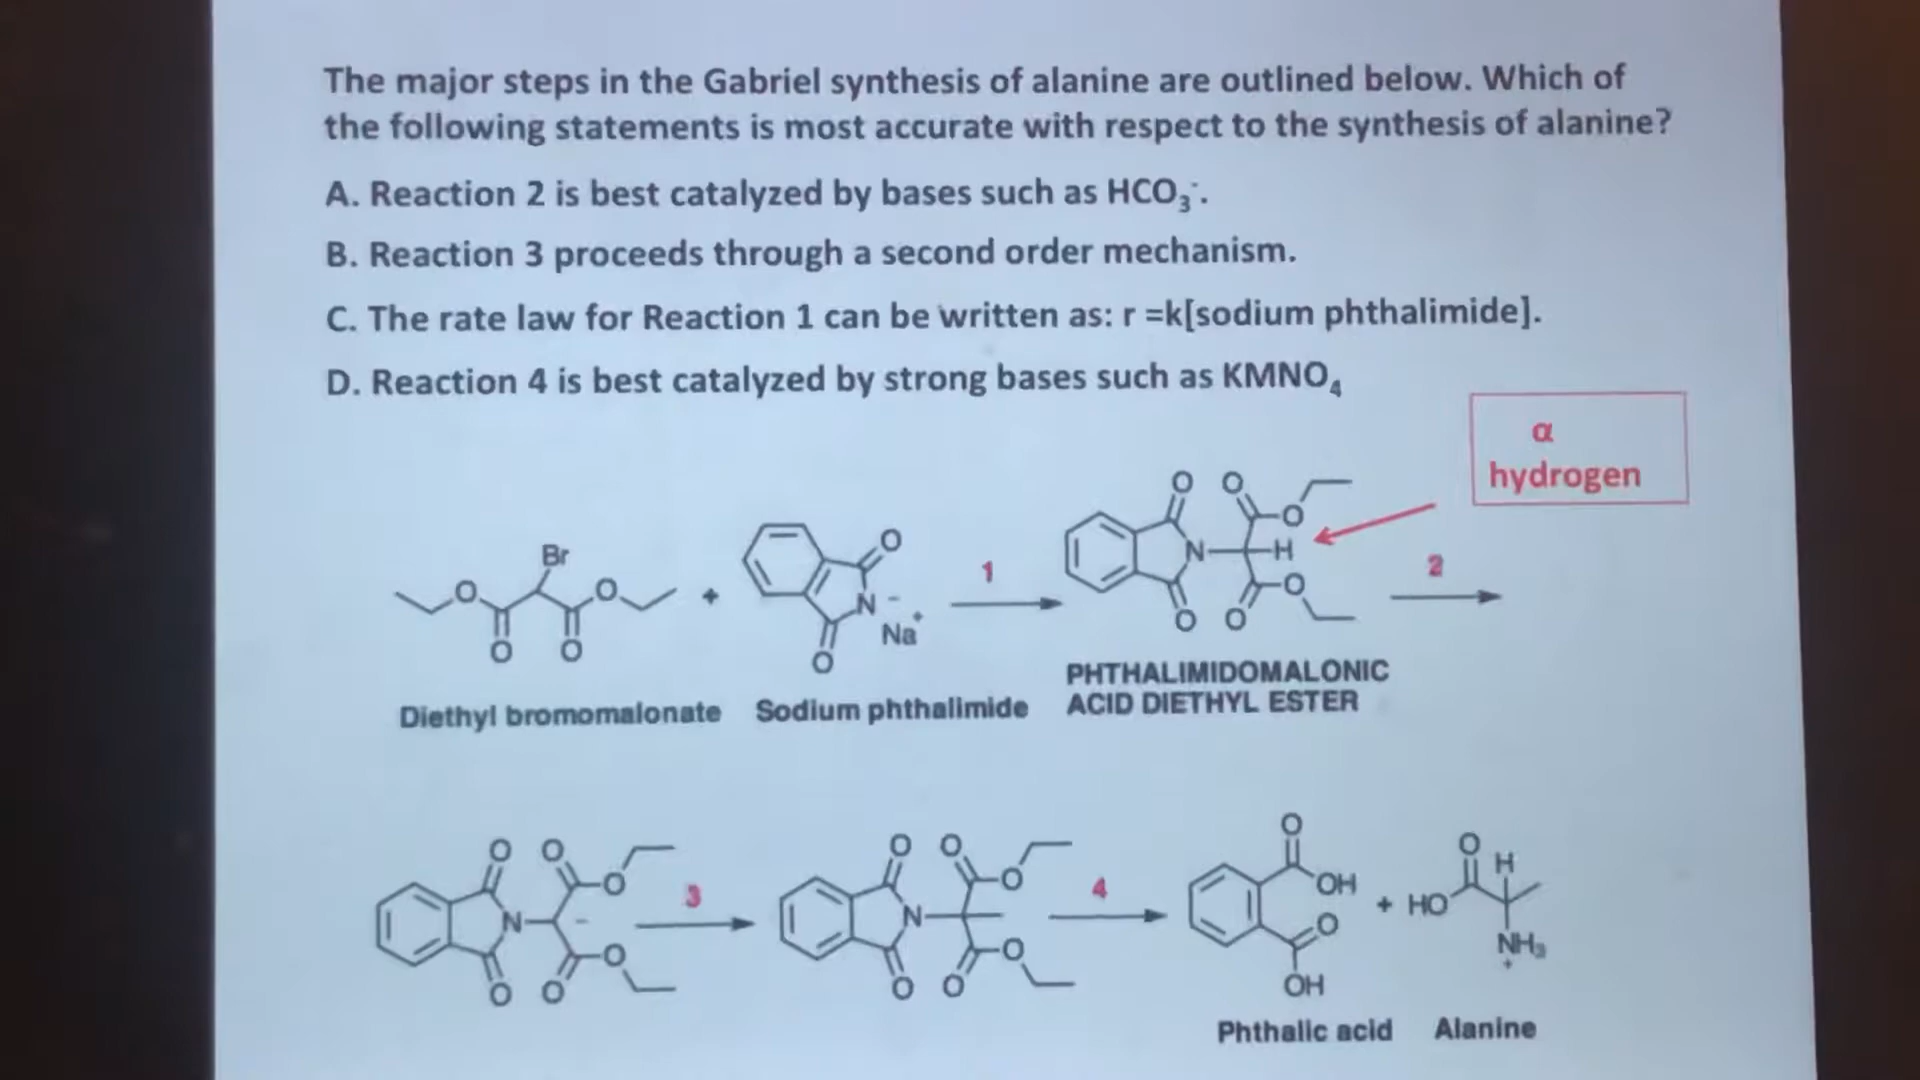 The major steps in the Gabriel synthesis of alanine are outlined below. Which of
the following statements is most accurate with respect to the synthesis of alanine?
A. Reaction 2 is best catalyzed by bases such as HCO₃⁻.
B. Reaction 3 proceeds through a second order mechanism.
C. The rate law for Reaction 1 can be written as: r =k[sodium phthalimide].
D. Reaction 4 is best catalyzed by strong bases such as KMNO₄
α
hydrogen
Br
O
O
O
O
+
O
N⁻
Na⁺
O
1
O
O
O
N
H
O
O
O
2
Diethyl bromomalonate
Sodium phthalimide
PHTHALIMIDOMALONIC
ACID DIETHYL ESTER
O
O
O
N
-
O
O
O
3
O
O
O
N
O
O
O
4
O
OH
O
OH
+
HO
O
H
NH₃
+
Phthalic acid
Alanine